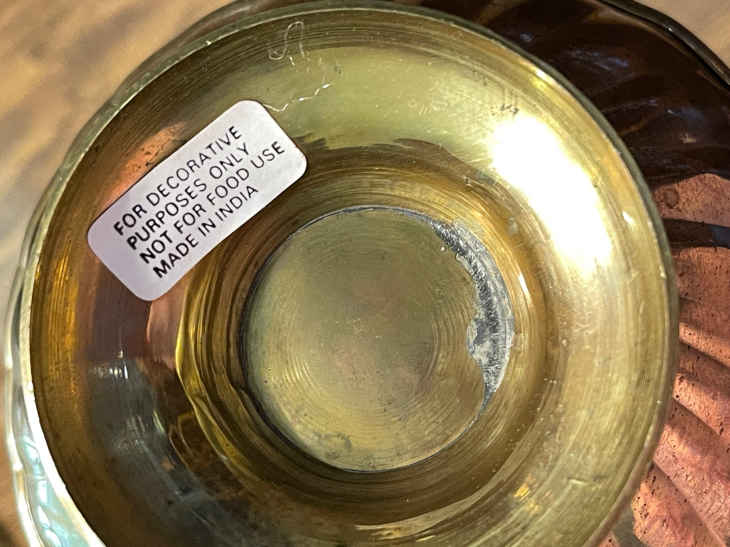 FOR DECORATIVE
PURPOSES ONLY
NOT FOR FOOD USE
MADE IN INDIA